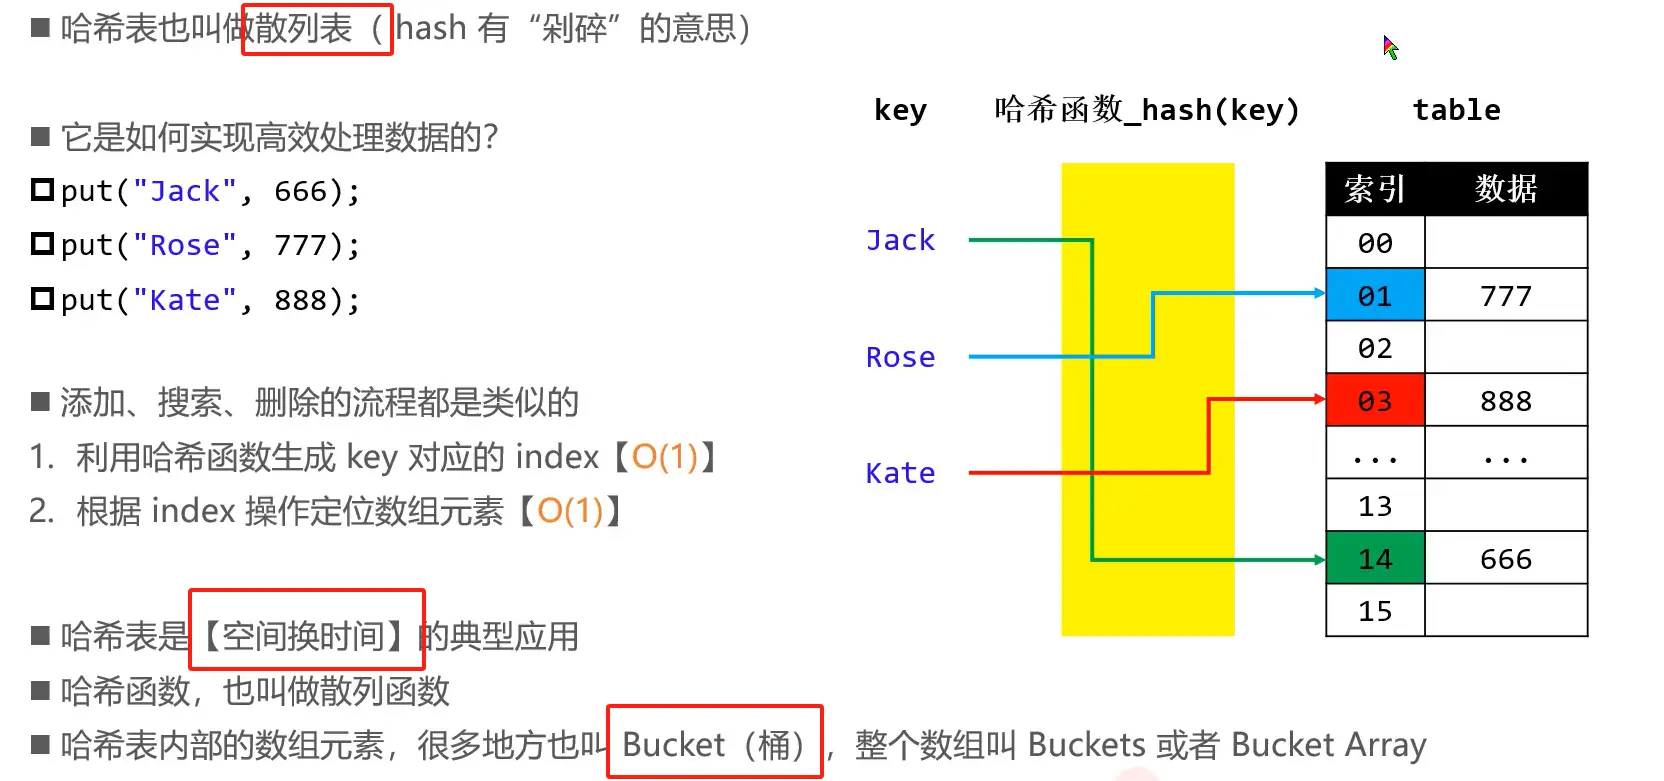 ■ 哈希表也叫做散列表（ hash 有“剁碎”的意思）
■ 它是如何实现高效处理数据的？
put("Jack", 666);
put("Rose", 777);
put("Kate", 888);
■ 添加、搜索、删除的流程都是类似的
1. 利用哈希函数生成 key 对应的 index【O(1)】
2. 根据 index 操作定位数组元素【O(1)】
■ 哈希表是【空间换时间】的典型应用
■ 哈希函数，也叫做散列函数
■ 哈希表内部的数组元素，很多地方也叫 Bucket（桶），整个数组叫 Buckets 或者 Bucket Array
key 哈希函数_hash(key) table
Jack
Rose
Kate
索引 数据
00
01 777
02
03 888
... ...
13
14 666
15